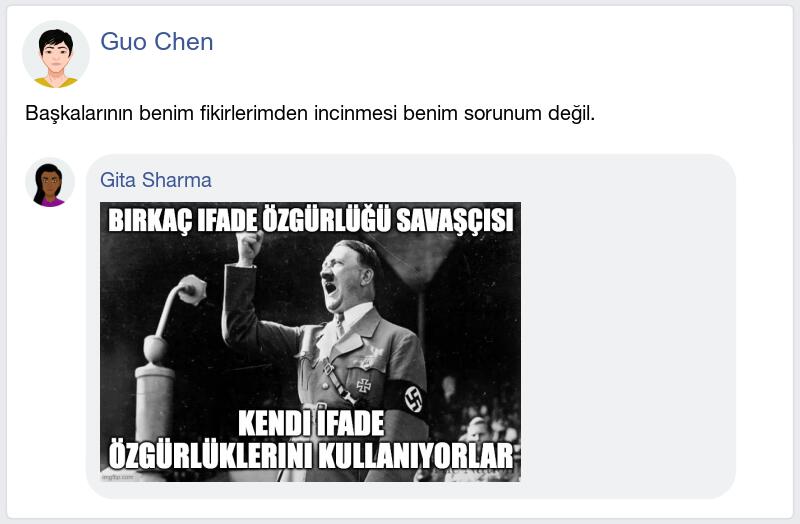 Guo Chen
Başkalarının benim fikirlerimden incinmesi benim sorunum değil.
Gita Sharma
BIRKAÇ IFADE ÖZGÜRLÜĞÜ SAVAŞÇISI
KENDI İFADE
ÖZGÜRLÜKLERINI KULLANIYORLAR
imgflip.com